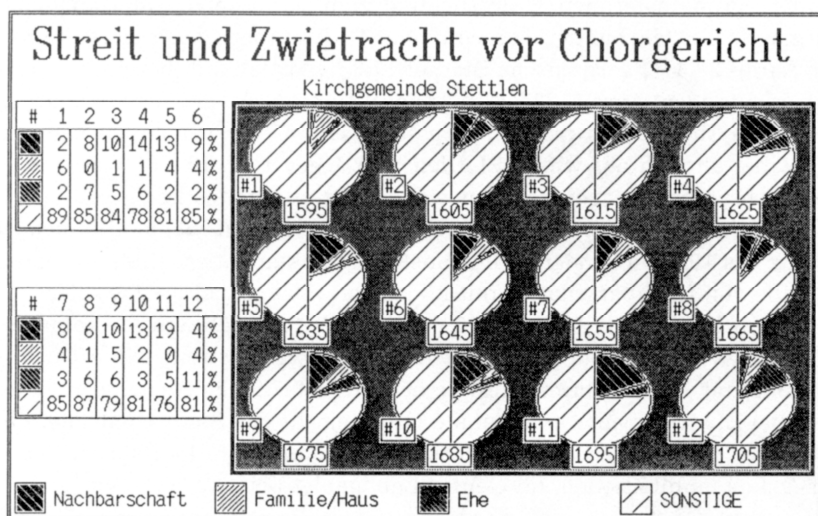 Streit und Zwietracht vor Chorgericht
Kirchgemeinde Stettlen
# 1 2 3 4 5 6
2 8 10 14 13 9 %
6 0 1 1 4 4 %
2 7 5 6 2 2 %
89 85 84 78 81 85 %
# 7 8 9 10 11 12
8 6 10 13 19 4 %
4 1 5 2 0 4 %
3 6 6 3 5 11 %
85 87 79 81 76 81 %
#1 #2 #3 #4
1595 1605 1615 1625
#5 #6 #7 #8
1635 1645 1655 1665
#9 #10 #11 #12
1675 1685 1695 1705
Nachbarschaft Familie/Haus Ehe SONSTIGE